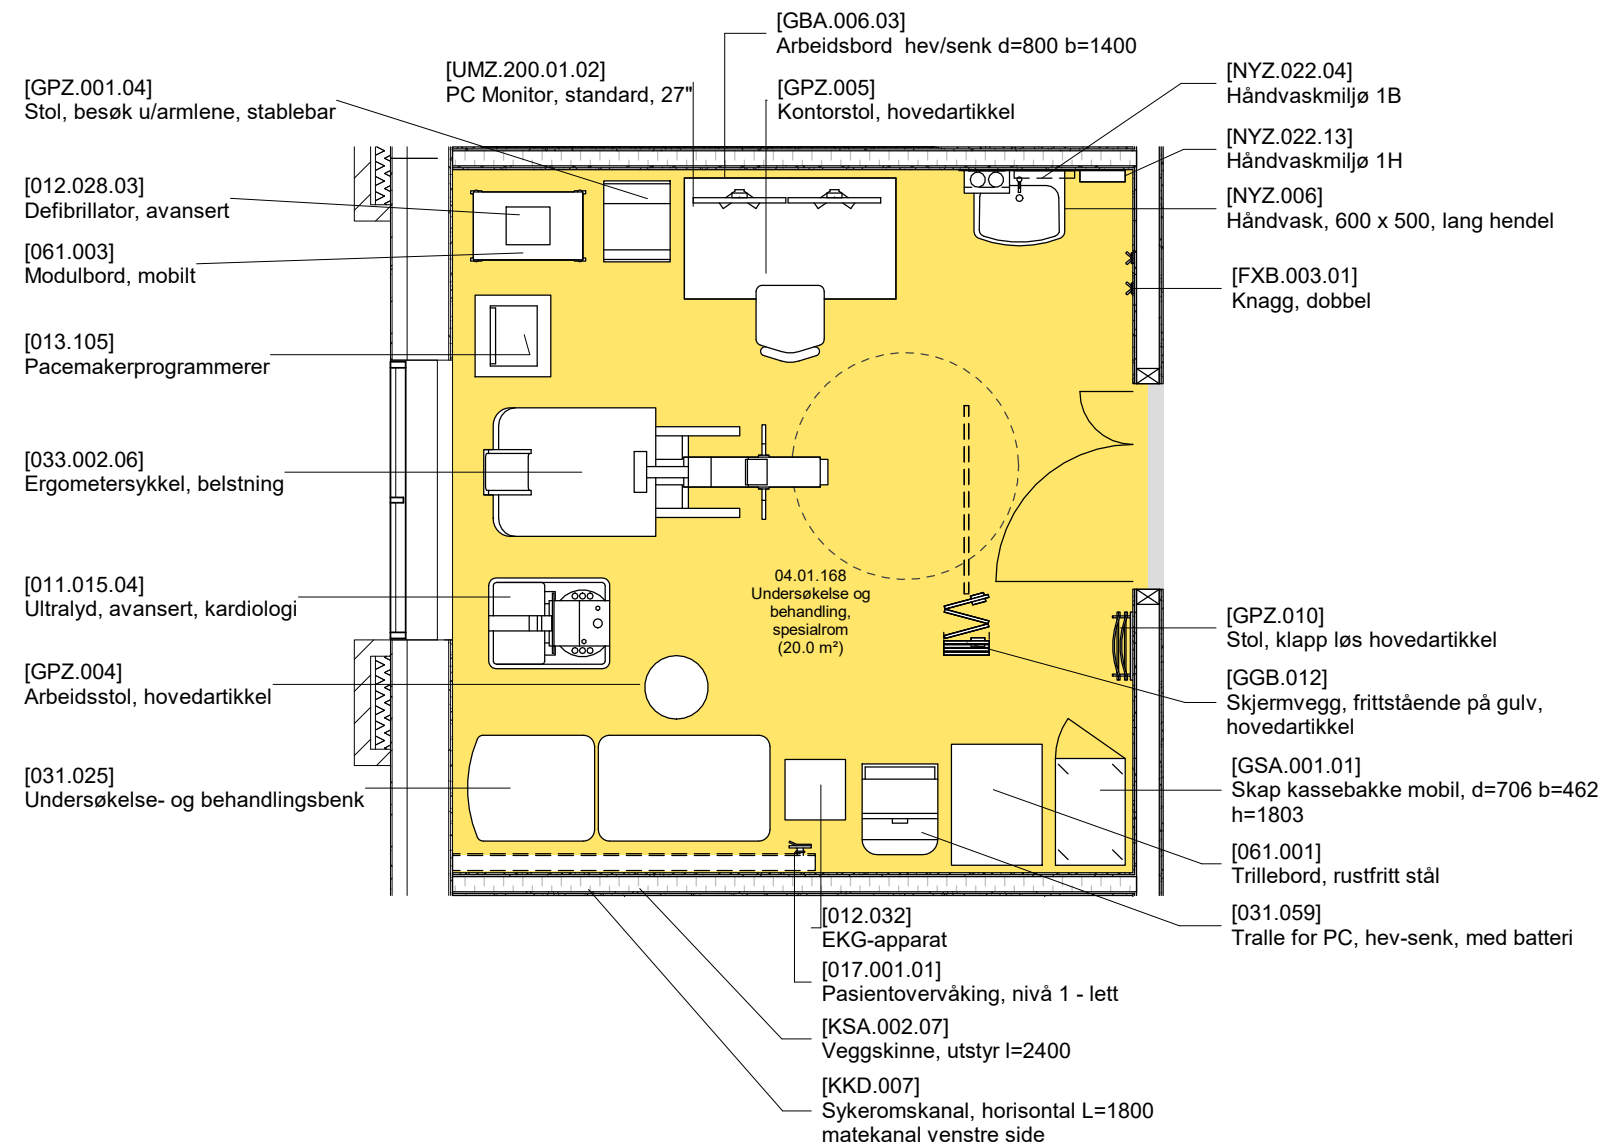 [GBA.006.03]
Arbeidsbord  hev/senk d=800 b=1400
[UMZ.200.01.02]
PC Monitor, standard, 27"
[GPZ.005]
Kontorstol, hovedartikkel
[GPZ.001.04]
Stol, besøk u/armlene, stablebar
[012.028.03]
Defibrillator, avansert
[061.003]
Modulbord, mobilt
[013.105]
Pacemakerprogrammerer
[033.002.06]
Ergometersykkel, belstning
[011.015.04]
Ultralyd, avansert, kardiologi
[GPZ.004]
Arbeidsstol, hovedartikkel
[031.025]
Undersøkelse- og behandlingsbenk
04.01.168
Undersøkelse og
behandling,
spesialrom
(20.0 m²)
[NYZ.022.04]
Håndvaskmiljø 1B
[NYZ.022.13]
Håndvaskmiljø 1H
[NYZ.006]
Håndvask, 600 x 500, lang hendel
[FXB.003.01]
Knagg, dobbel
[GPZ.010]
Stol, klapp løs hovedartikkel
[GGB.012]
Skjermvegg, frittstående på gulv,
hovedartikkel
[GSA.001.01]
Skap kassebakke mobil, d=706 b=462
h=1803
[061.001]
Trillebord, rustfritt stål
[031.059]
Tralle for PC, hev-senk, med batteri
[012.032]
EKG-apparat
[017.001.01]
Pasientovervåking, nivå 1 - lett
[KSA.002.07]
Veggskinne, utstyr l=2400
[KKD.007]
Sykeromskanal, horisontal L=1800
matekanal venstre side